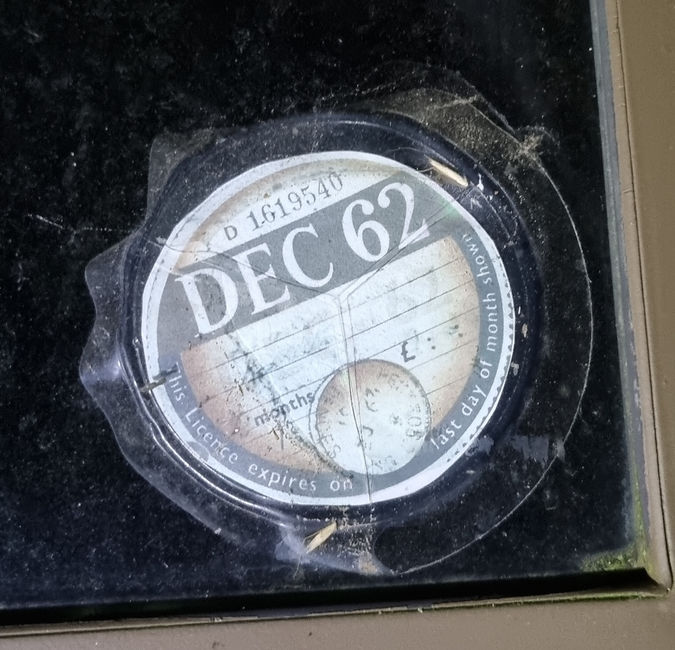 D 1619540
DEC 62
£ : :
months
This Licence expires on last day of month shown